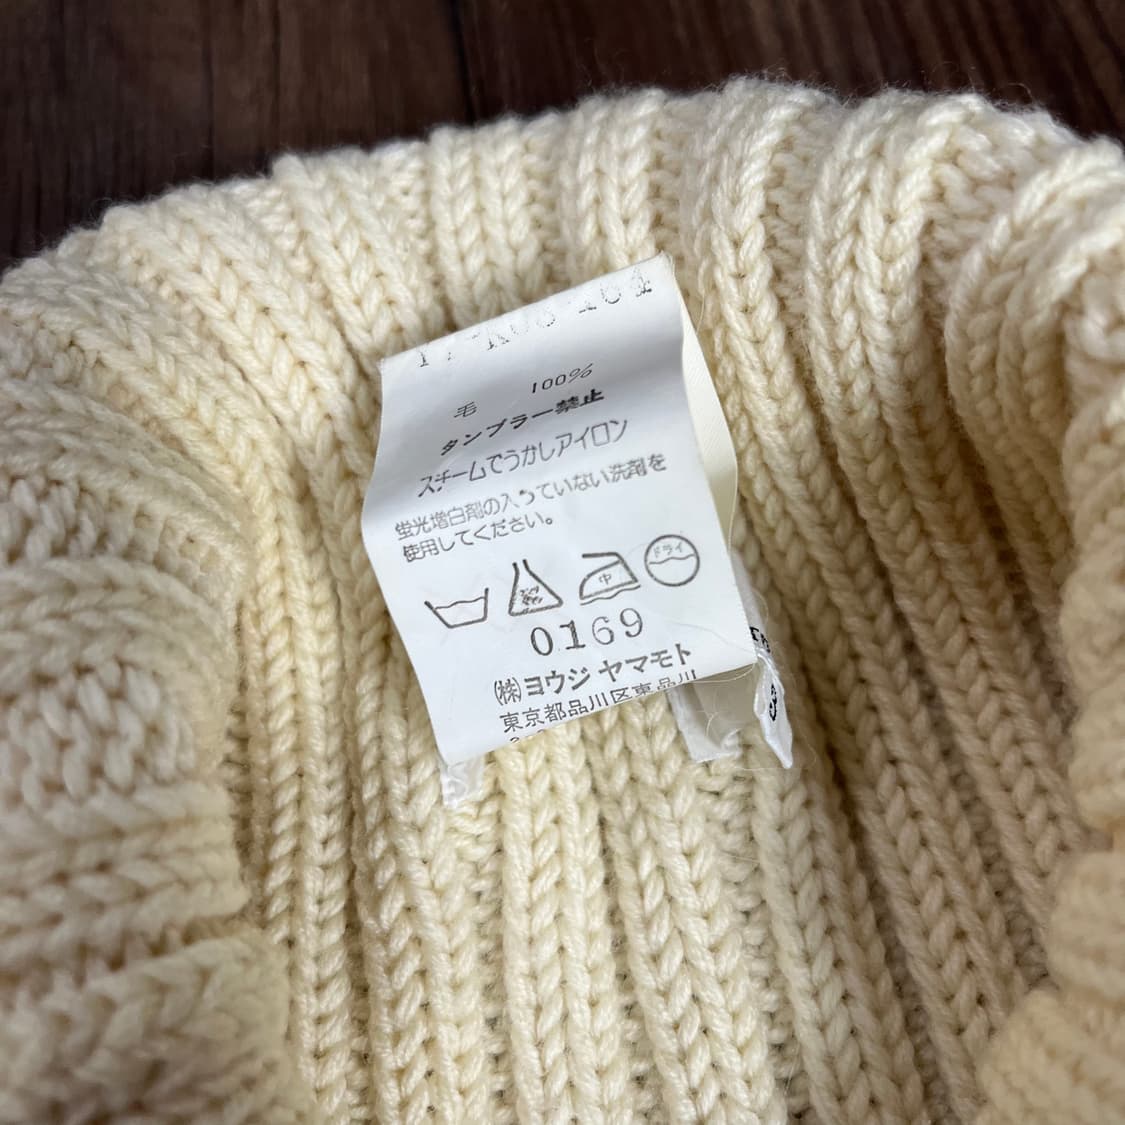 毛 100%
タンブラー禁止
スチームでうかしアイロン
蛍光増白剤の入っていない洗剤を
使用してください。
中 ドライ
0169
(株)ヨウジ ヤマモト
東京都品川区東品川